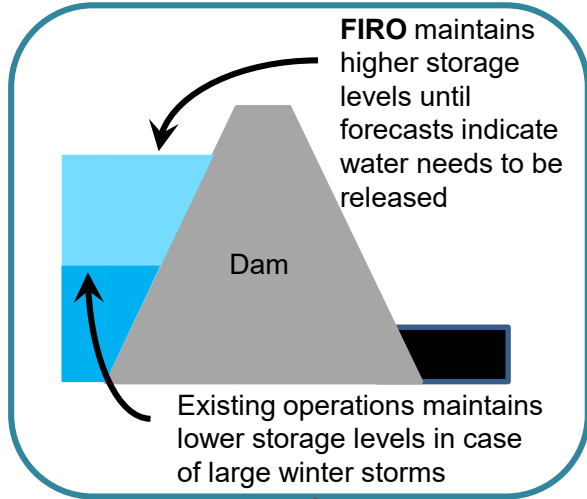 FIRO maintains
higher storage
levels until
forecasts indicate
water needs to be
released
Dam
Existing operations maintains
lower storage levels in case
of large winter storms